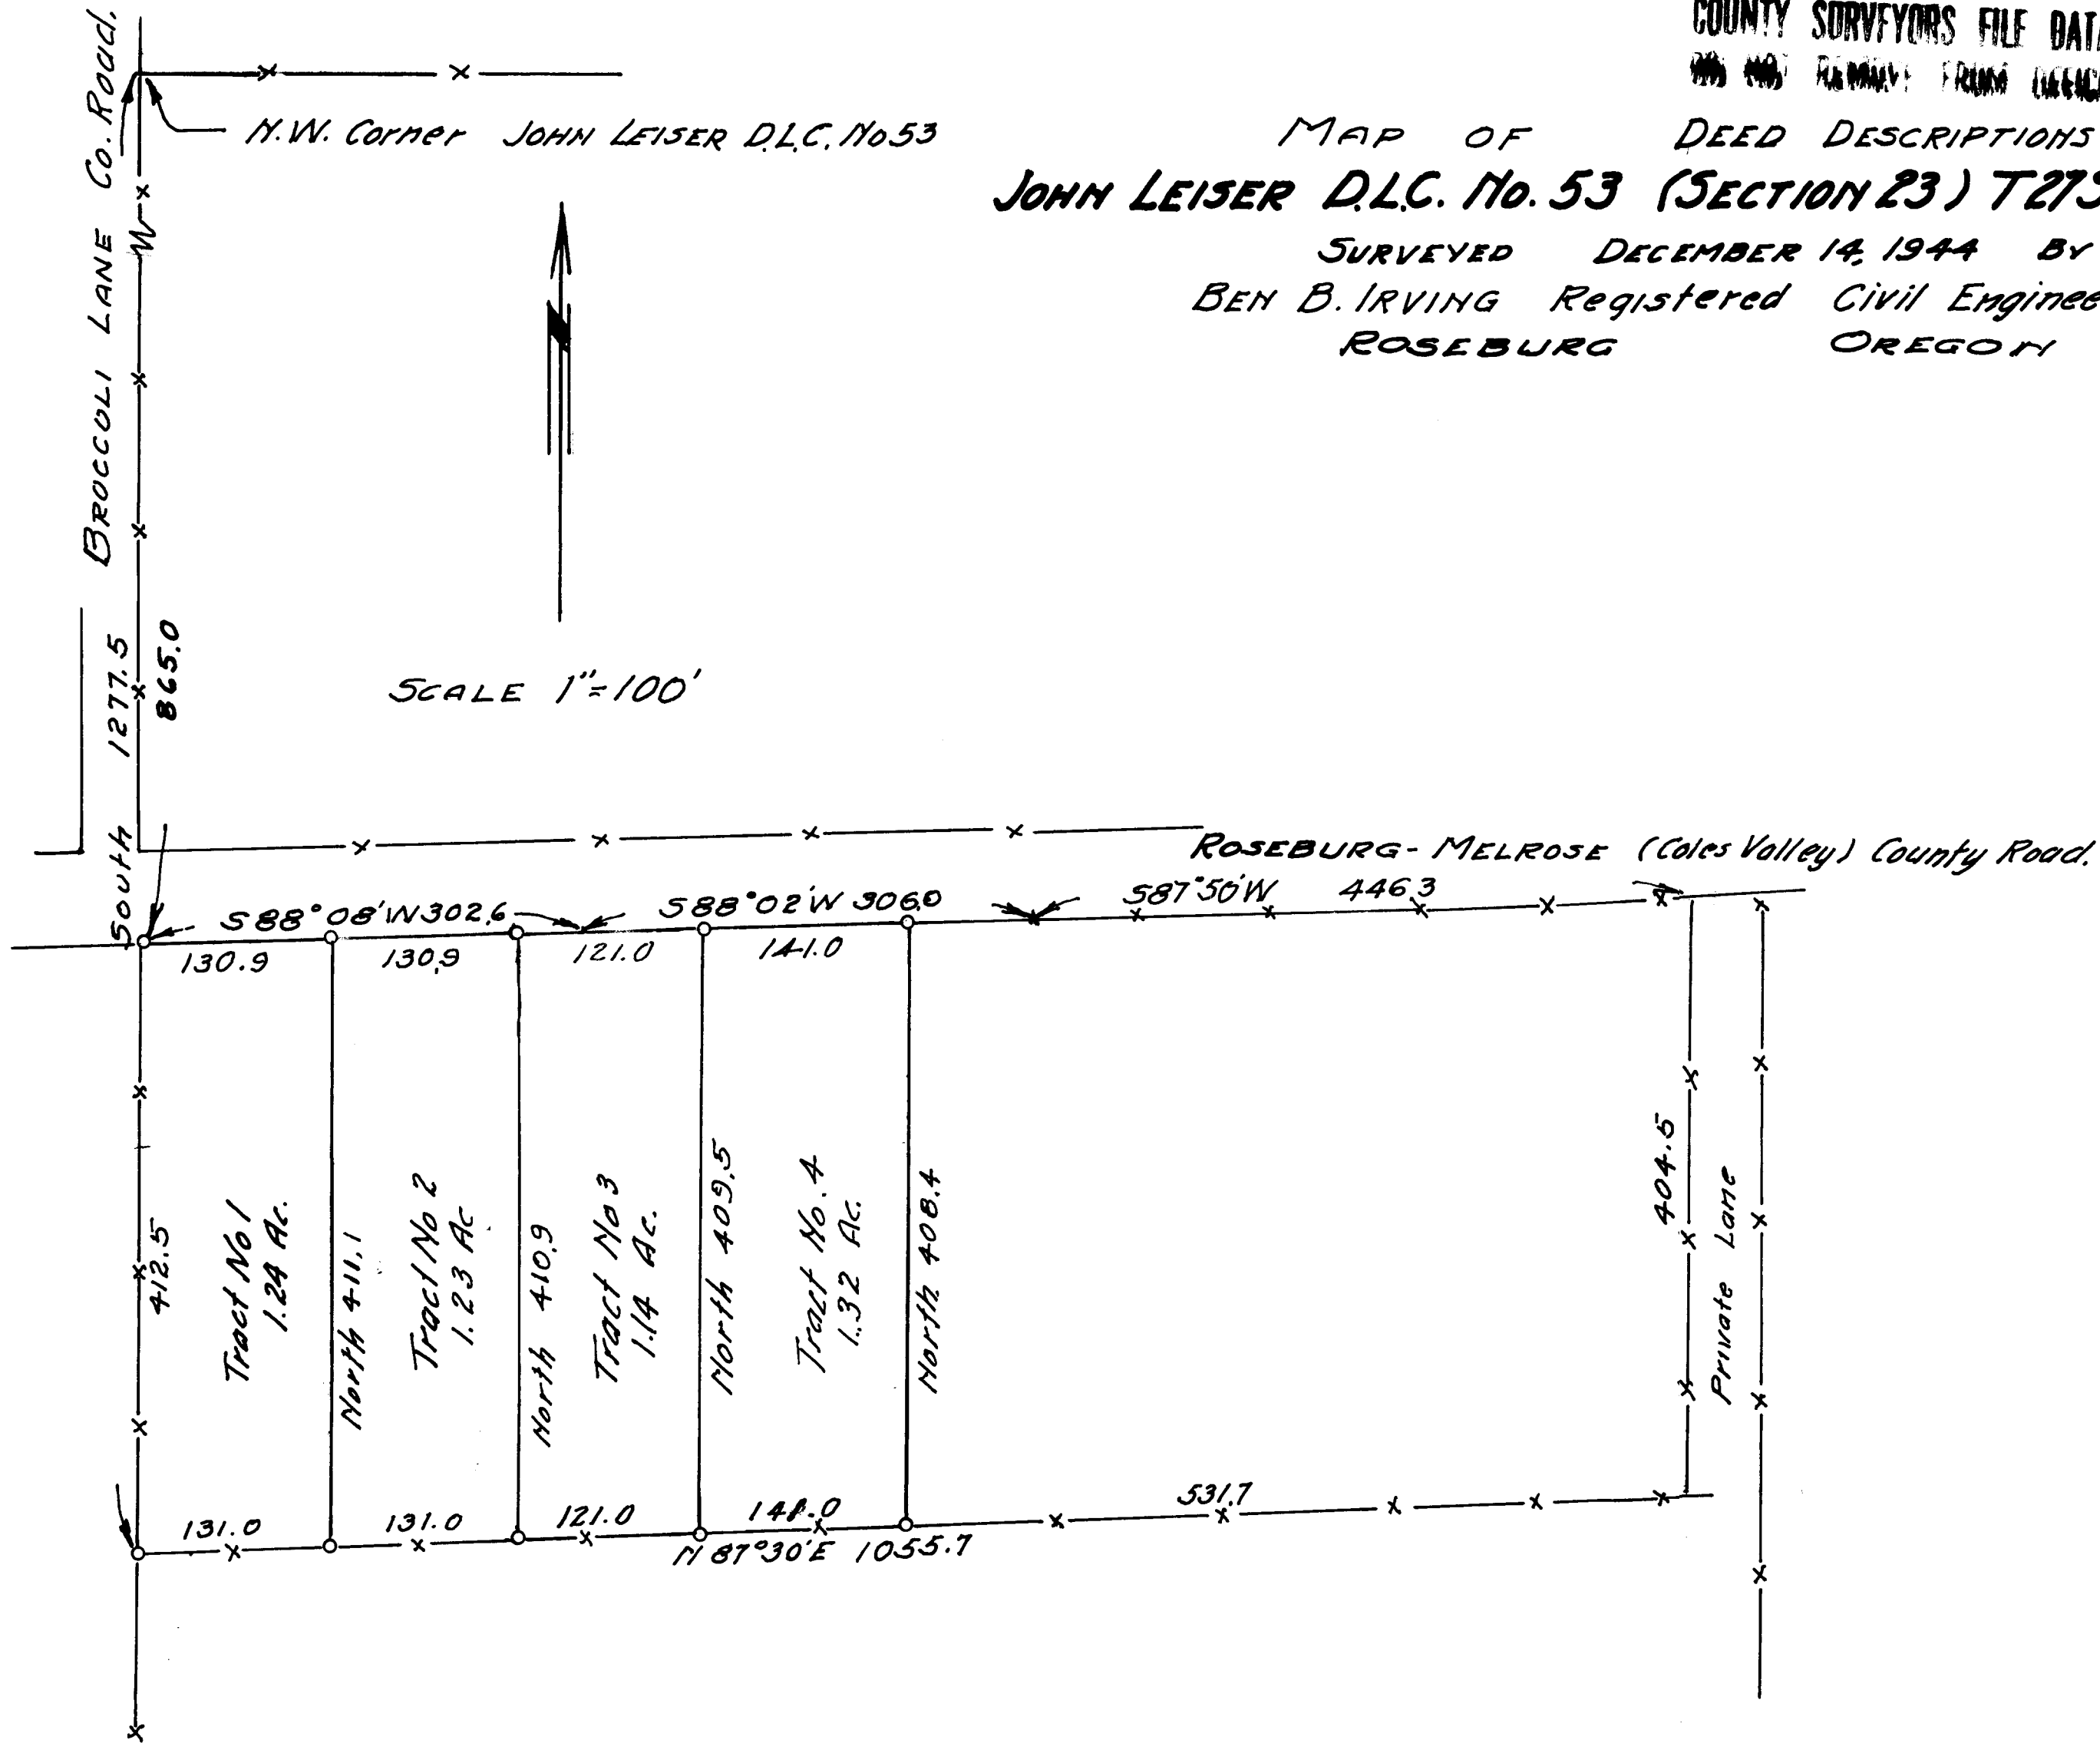 COUNTY SURVEYORS FILE DAT
REMOVE FROM OFFIC
MAP OF DEED DESCRIPTIONS
JOHN LEISER D.L.C. No. 53 (SECTION 23) T27S
SURVEYED DECEMBER 14, 1944 BY
BEN B. IRVING Registered Civil Enginee
ROSEBURG OREGON
N.W. Corner JOHN LEISER D.L.C. No 53
BROCCOLI LANE Co. Road.
N
South 1277.5
865.0
SCALE 1"=100'
ROSEBURG-MELROSE (Coles Valley) County Road.
S88°08'W 302.6
S88°02'W 306.0
S87°50'W 446.3
130.9
130.9
121.0
141.0
412.5
Tract No 1
1.24 Ac.
North 411.1
Tract No 2
1.23 Ac
North 410.9
Tract No 3
1.14 Ac.
North 409.5
Tract No. 4
1.32 Ac.
North 408.4
404.5
Private Lane
131.0
131.0
121.0
141.0
531.7
N 87°30'E 1055.7